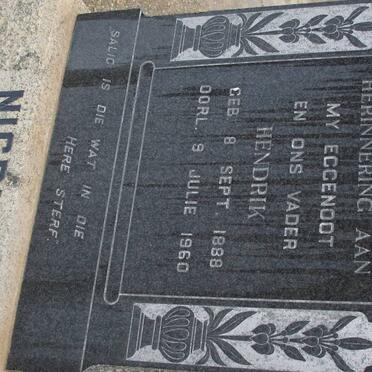 HERINNERING AAN
MY EGGENOOT
EN ONS VADER
HENDRIK
GEB. 8 SEPT. 1888
OORL. 9 JULIE 1960
SALIG IS DIE WAT IN DIE
HERE STERF